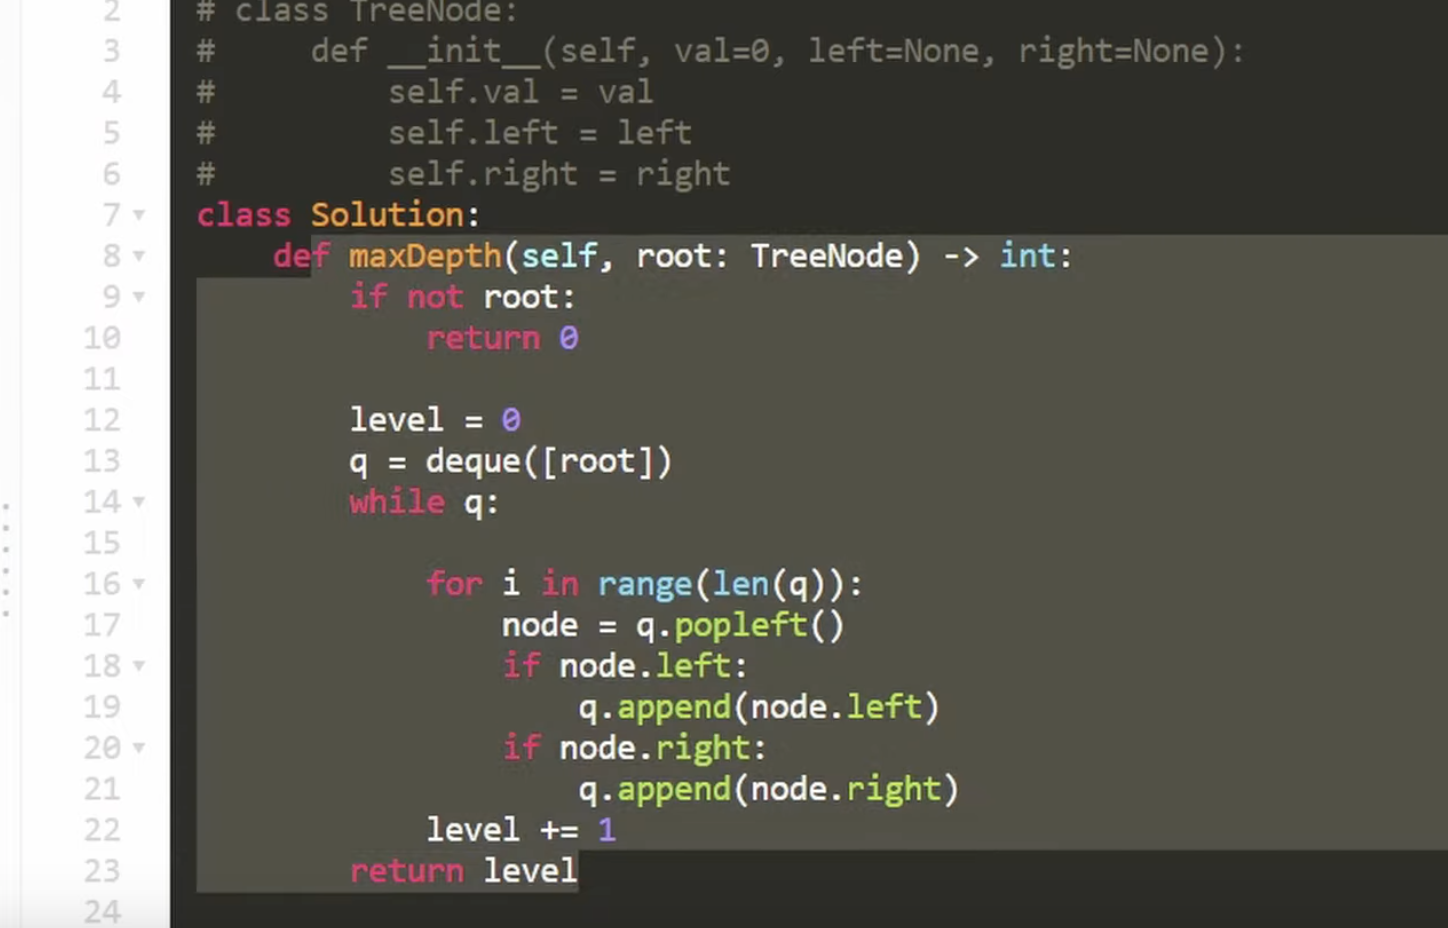 2 # class TreeNode:
3 #     def __init__(self, val=0, left=None, right=None):
4 #         self.val = val
5 #         self.left = left
6 #         self.right = right
7 class Solution:
8     def maxDepth(self, root: TreeNode) -> int:
9         if not root:
10             return 0
11
12         level = 0
13         q = deque([root])
14         while q:
15
16             for i in range(len(q)):
17                 node = q.popleft()
18                 if node.left:
19                     q.append(node.left)
20                 if node.right:
21                     q.append(node.right)
22             level += 1
23         return level
24